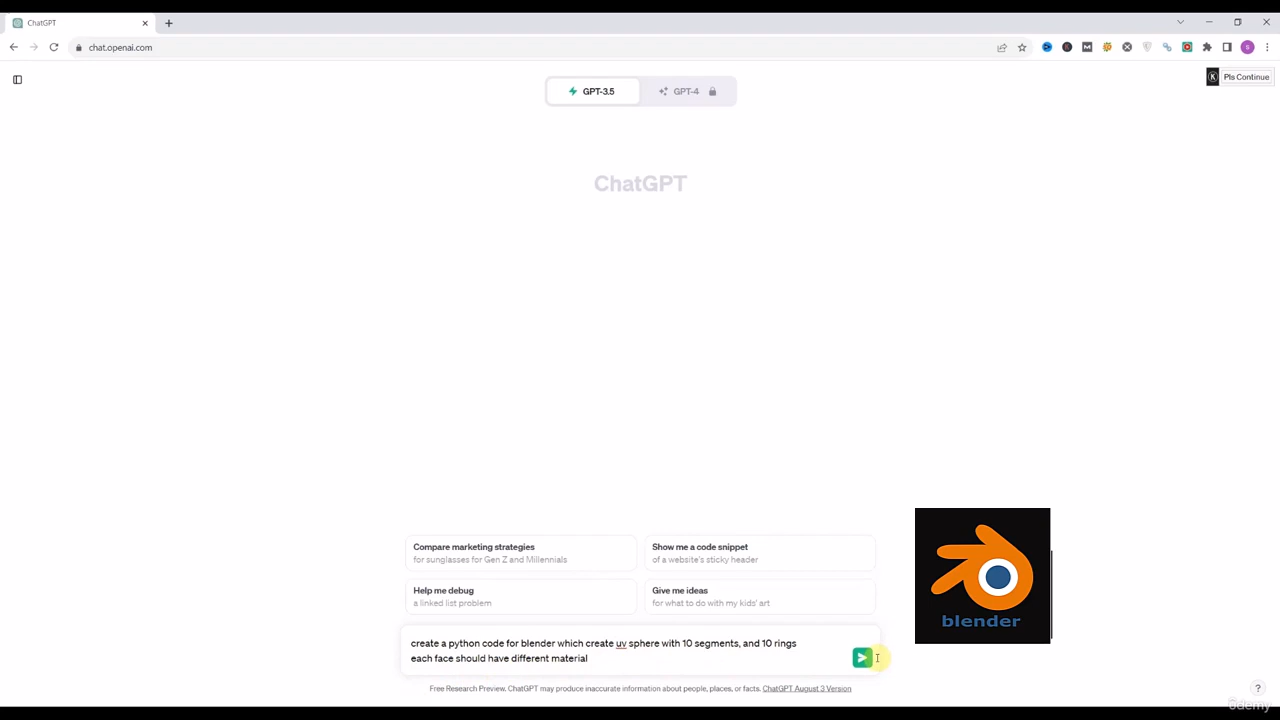 ChatGPT
chat.openai.com
Pls Continue
GPT-3.5
GPT-4
ChatGPT
Compare marketing strategies
for sunglasses for Gen Z and Millennials
Show me a code snippet
of a website's sticky header
Help me debug
a linked list problem
Give me ideas
for what to do with my kids' art
blender
create a python code for blender which create uv sphere with 10 segments, and 10 rings
each face should have different material
Free Research Preview. ChatGPT may produce inaccurate information about people, places, or facts. ChatGPT August 3 Version
?
ûdemy